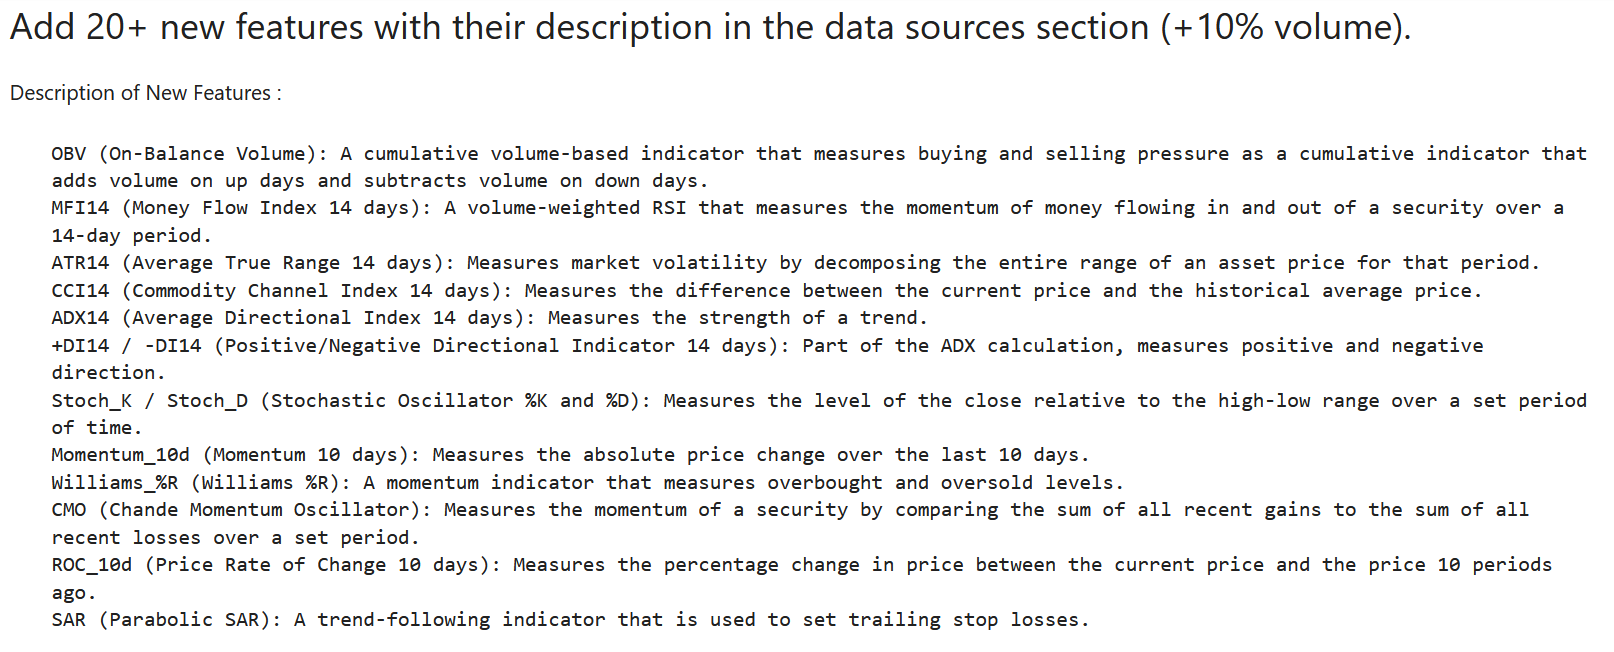 Add 20+ new features with their description in the data sources section (+10% volume).
Description of New Features :
OBV (On-Balance Volume): A cumulative volume-based indicator that measures buying and selling pressure as a cumulative indicator that
adds volume on up days and subtracts volume on down days.
MFI14 (Money Flow Index 14 days): A volume-weighted RSI that measures the momentum of money flowing in and out of a security over a
14-day period.
ATR14 (Average True Range 14 days): Measures market volatility by decomposing the entire range of an asset price for that period.
CCI14 (Commodity Channel Index 14 days): Measures the difference between the current price and the historical average price.
ADX14 (Average Directional Index 14 days): Measures the strength of a trend.
+DI14 / -DI14 (Positive/Negative Directional Indicator 14 days): Part of the ADX calculation, measures positive and negative
direction.
Stoch_K / Stoch_D (Stochastic Oscillator %K and %D): Measures the level of the close relative to the high-low range over a set period
of time.
Momentum_10d (Momentum 10 days): Measures the absolute price change over the last 10 days.
Williams_%R (Williams %R): A momentum indicator that measures overbought and oversold levels.
CMO (Chande Momentum Oscillator): Measures the momentum of a security by comparing the sum of all recent gains to the sum of all
recent losses over a set period.
ROC_10d (Price Rate of Change 10 days): Measures the percentage change in price between the current price and the price 10 periods
ago.
SAR (Parabolic SAR): A trend-following indicator that is used to set trailing stop losses.